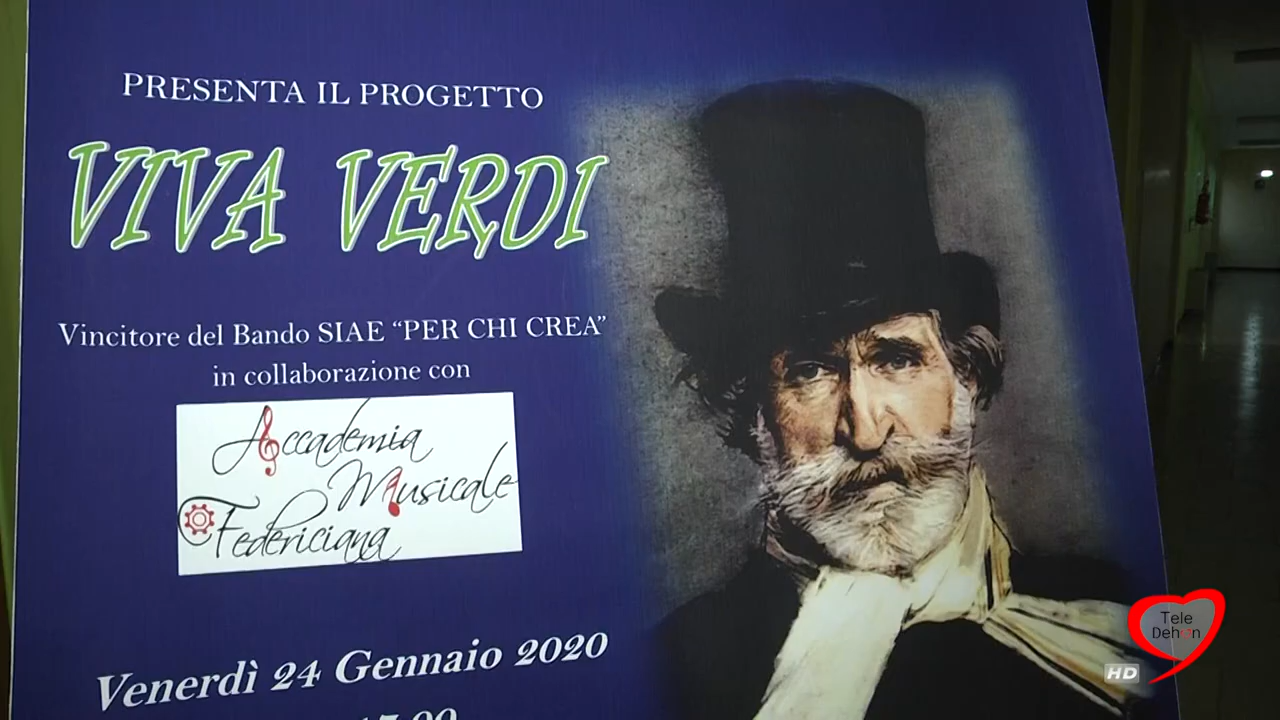 PRESENTA IL PROGETTO
VIVA VERDI
Vincitore del Bando SIAE “PER CHI CREA”
in collaborazione con
Accademia
Musicale
Federiciana
Venerdì 24 Gennaio 2020
Tele
Dehon
HD